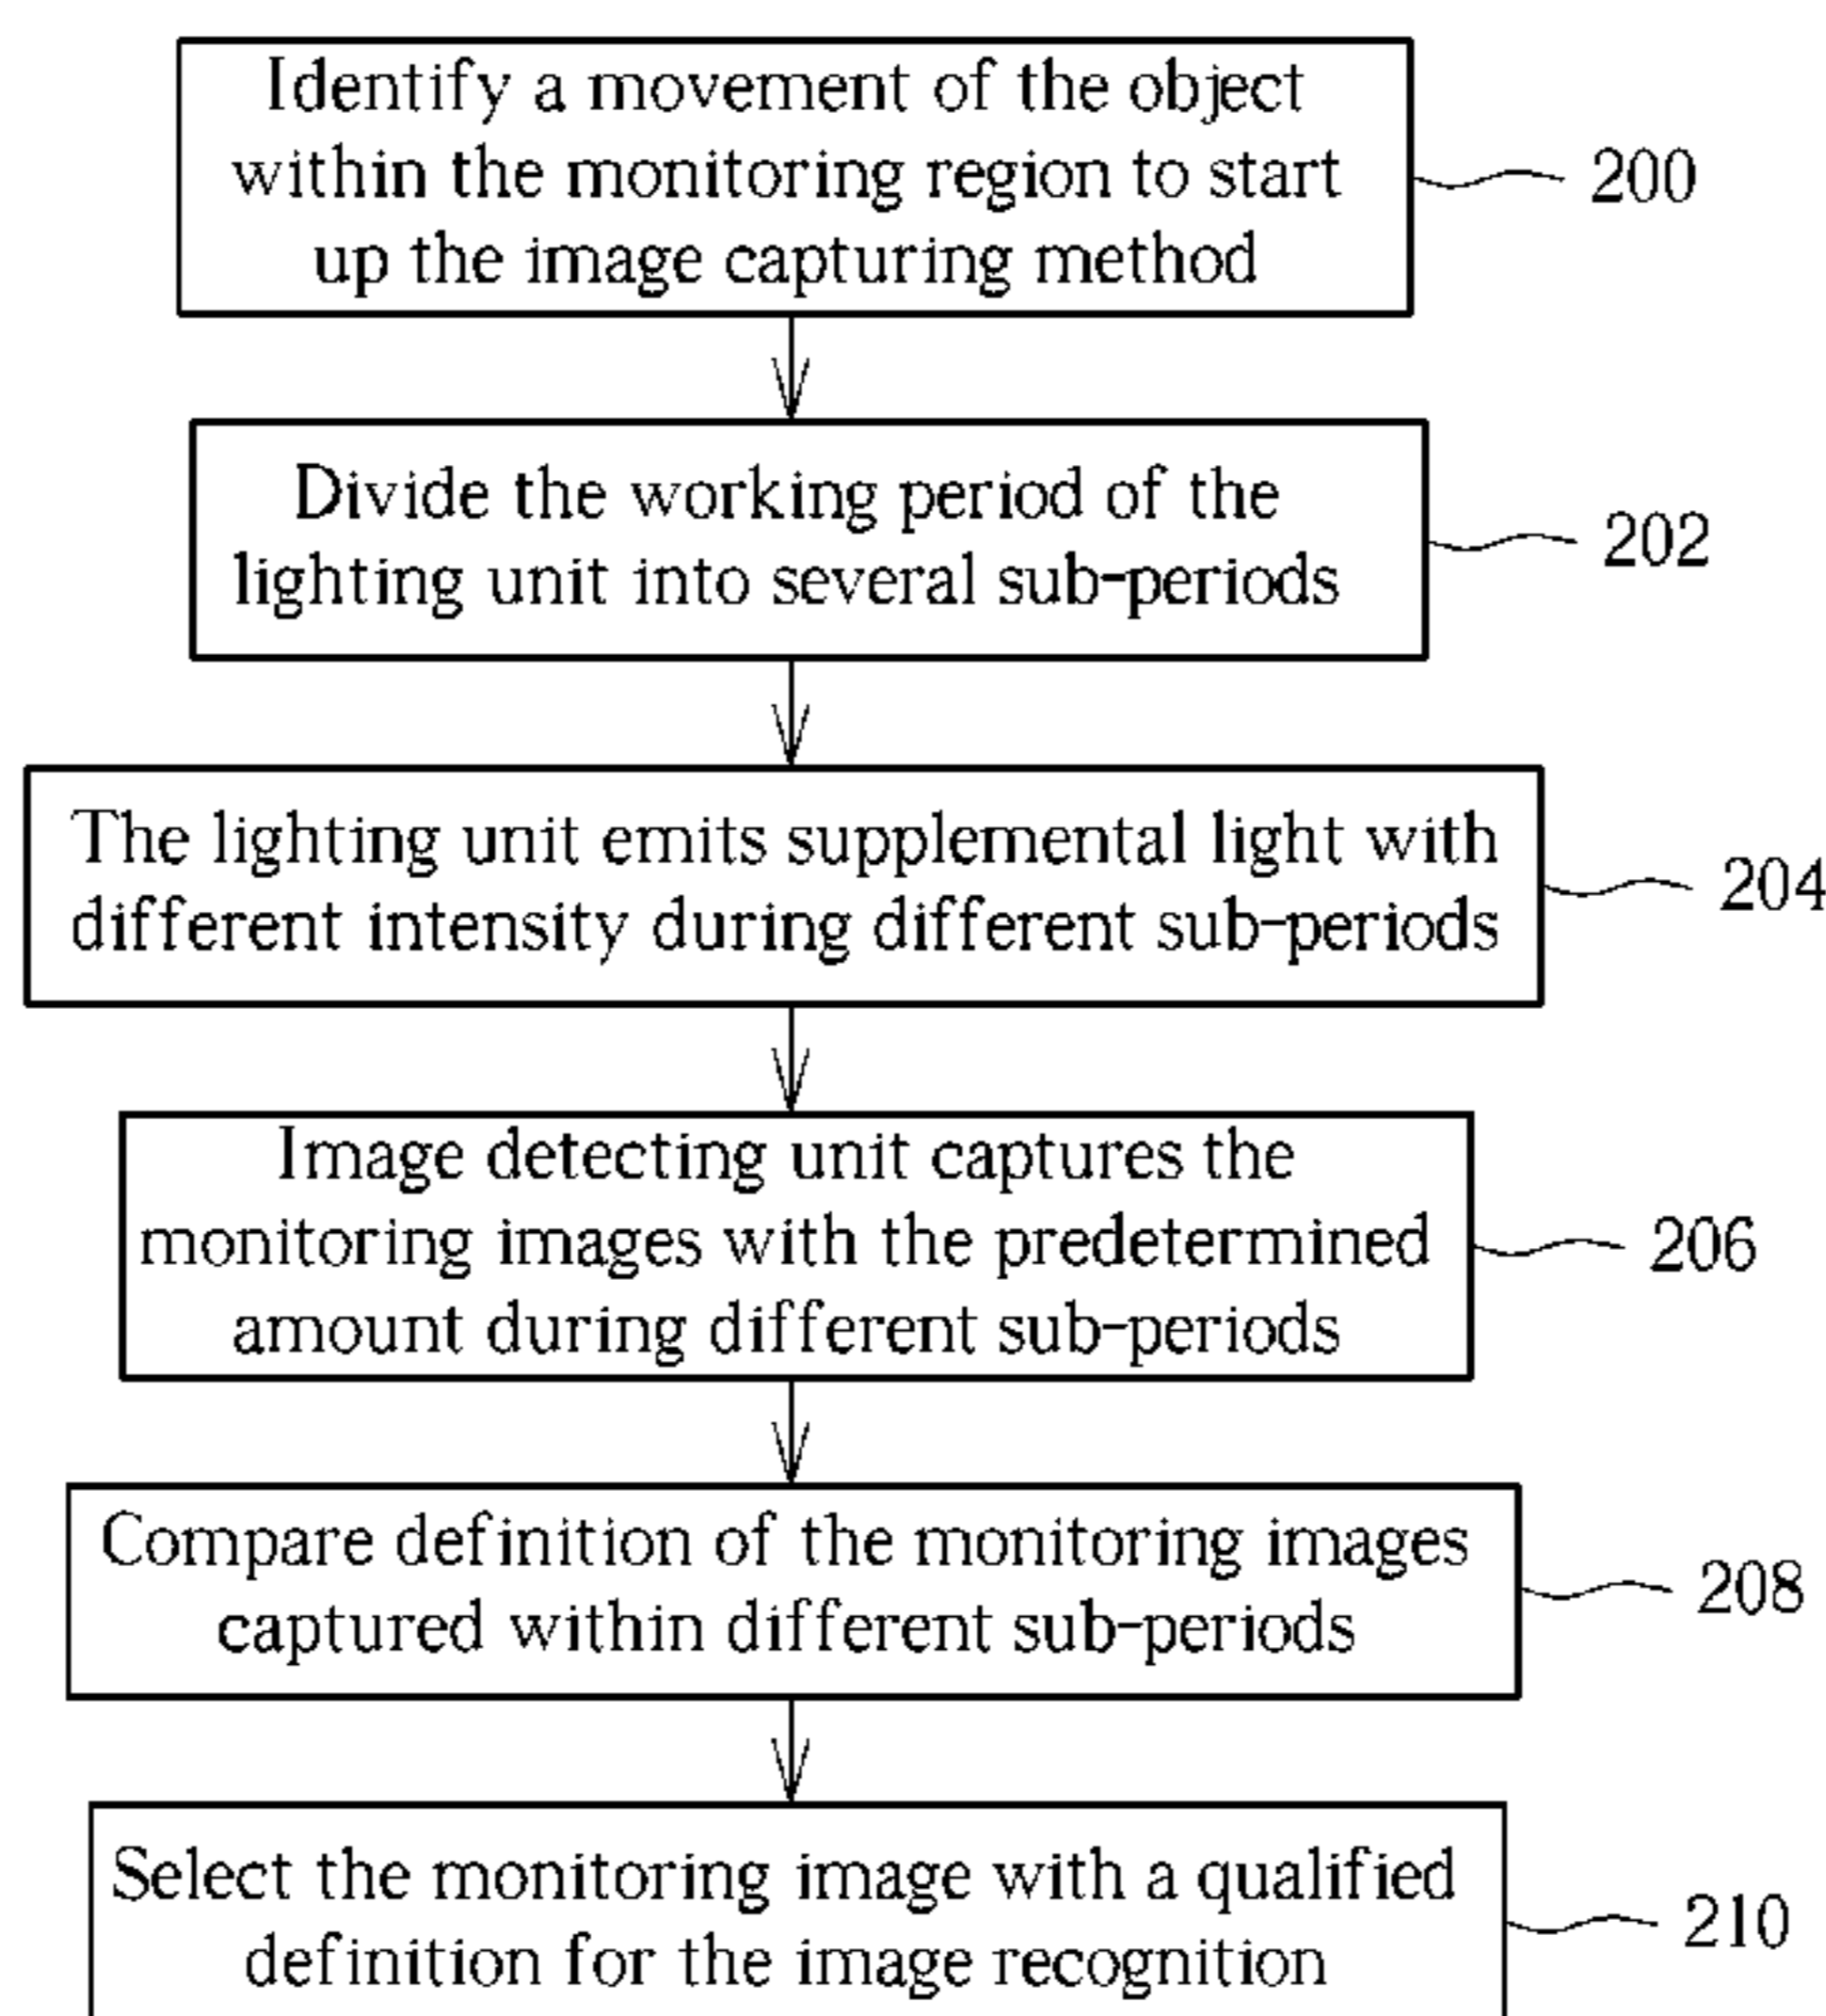 Identify a movement of the object
within the monitoring region to start
up the image capturing method
200
Divide the working period of the
lighting unit into several sub-periods
202
The lighting unit emits supplemental light with
different intensity during different sub-periods
204
Image detecting unit captures the
monitoring images with the predetermined
amount during different sub-periods
206
Compare definition of the monitoring images
captured within different sub-periods
208
Select the monitoring image with a qualified
definition for the image recognition
210